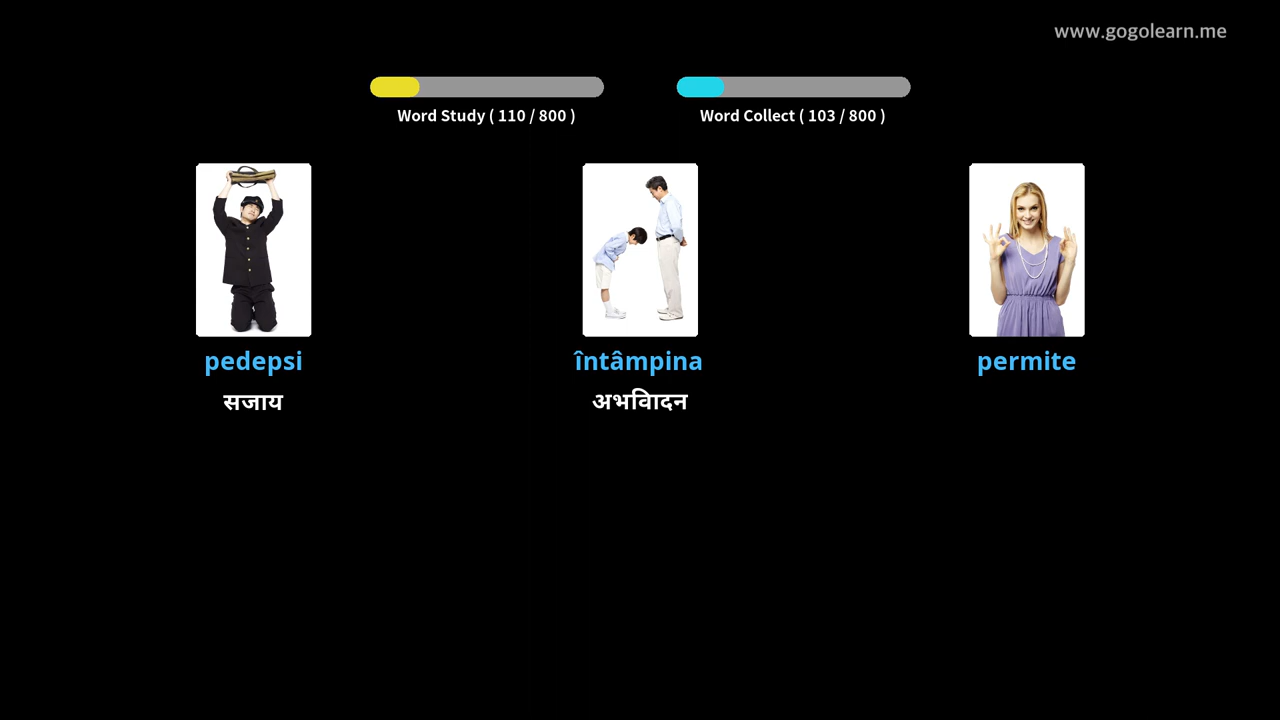 www.gogolearn.me
Word Study ( 110 / 800 )
Word Collect ( 103 / 800 )
pedepsi
întâmpina
permite
सजाय
अभिवादन